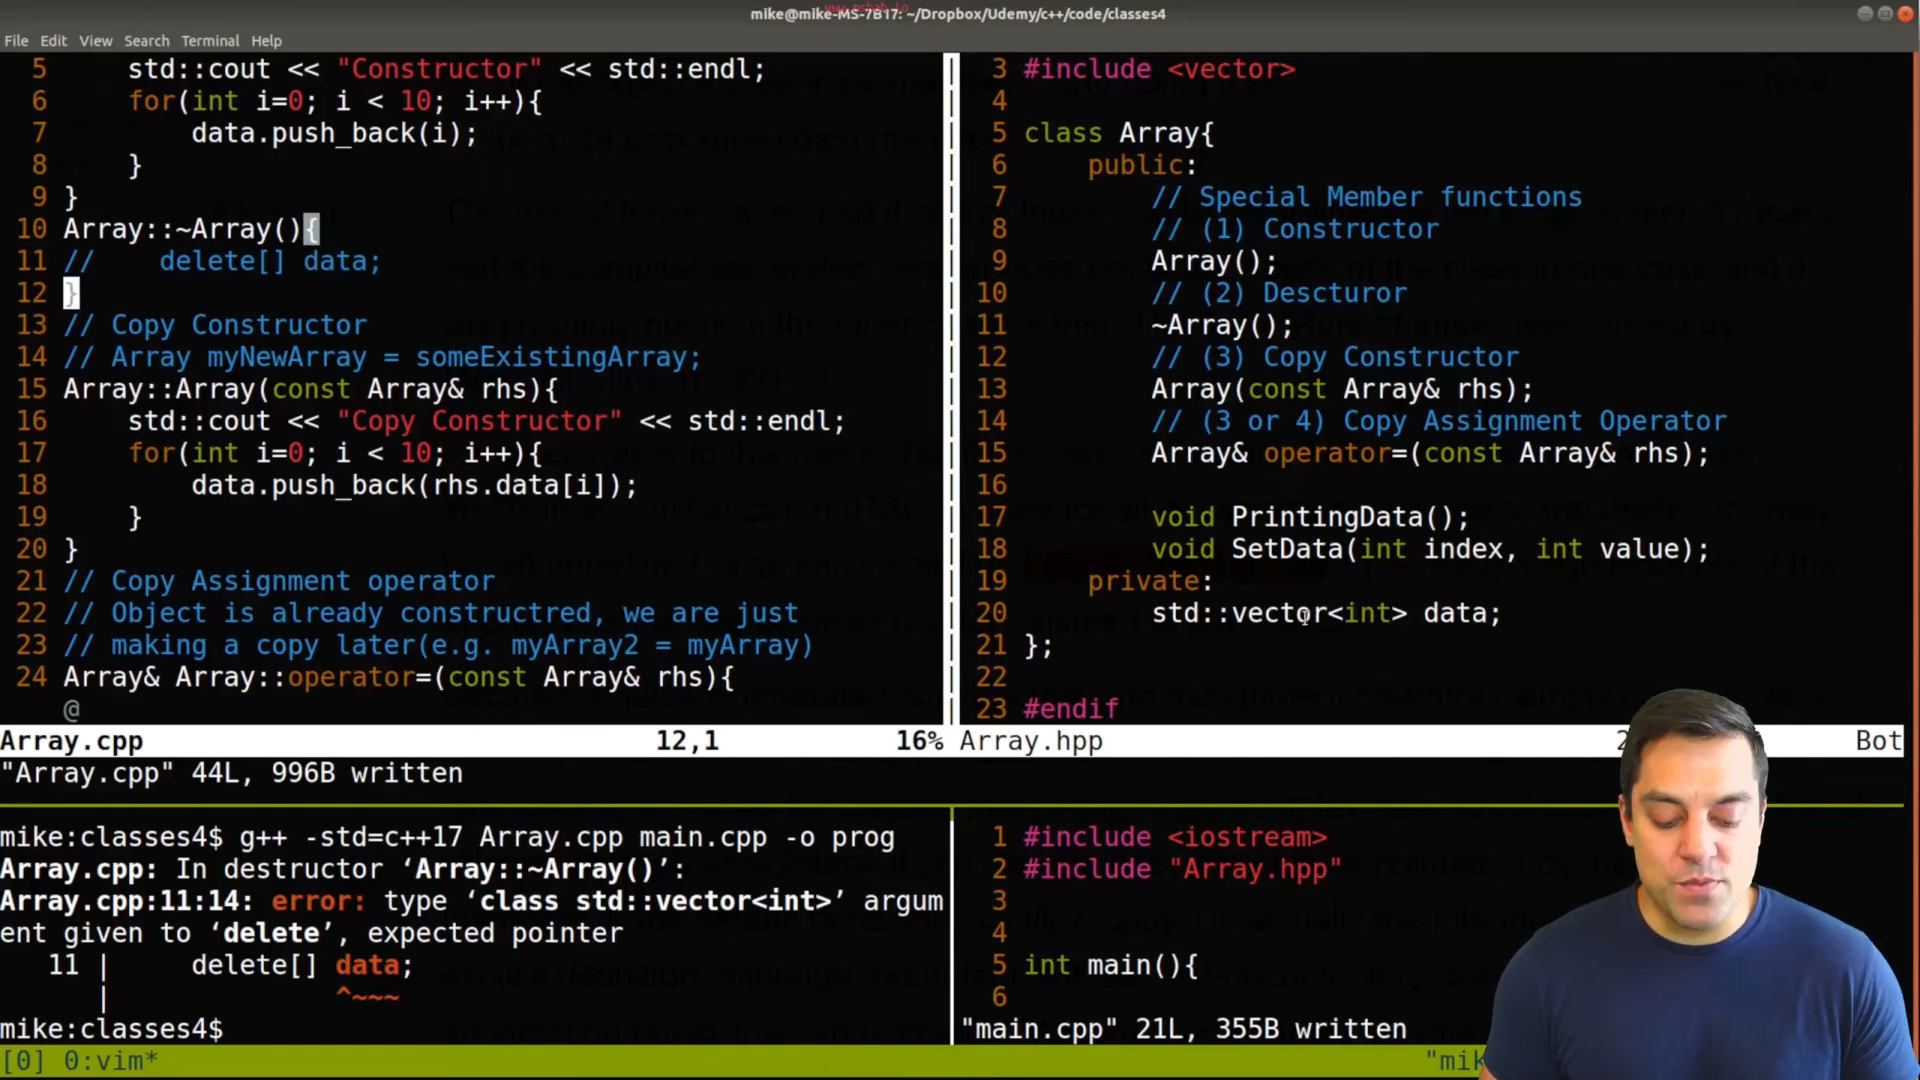 www.mshah.io
mike@mike-MS-7B17: ~/Dropbox/Udemy/c++/code/classes4
File Edit View Search Terminal Help
5 std::cout << "Constructor" << std::endl;
6 for(int i=0; i < 10; i++){
7 data.push_back(i);
8 }
9 }
10 Array::~Array(){
11 // delete[] data;
12 }
13 // Copy Constructor
14 // Array myNewArray = someExistingArray;
15 Array::Array(const Array& rhs){
16 std::cout << "Copy Constructor" << std::endl;
17 for(int i=0; i < 10; i++){
18 data.push_back(rhs.data[i]);
19 }
20 }
21 // Copy Assignment operator
22 // Object is already constructred, we are just
23 // making a copy later(e.g. myArray2 = myArray)
24 Array& Array::operator=(const Array& rhs){
@
Array.cpp 12,1 16%
"Array.cpp" 44L, 996B written
3 #include <vector>
4
5 class Array{
6 public:
7 // Special Member functions
8 // (1) Constructor
9 Array();
10 // (2) Descturor
11 ~Array();
12 // (3) Copy Constructor
13 Array(const Array& rhs);
14 // (3 or 4) Copy Assignment Operator
15 Array& operator=(const Array& rhs);
16
17 void PrintingData();
18 void SetData(int index, int value);
19 private:
20 std::vector<int> data;
21 };
22
23 #endif
Array.hpp Bot
mike:classes4$ g++ -std=c++17 Array.cpp main.cpp -o prog
Array.cpp: In destructor ‘Array::~Array()’:
Array.cpp:11:14: error: type ‘class std::vector<int>’ argum
ent given to ‘delete’, expected pointer
11 | delete[] data;
| ^~~~
mike:classes4$
1 #include <iostream>
2 #include "Array.hpp"
3
4
5 int main(){
6
"main.cpp" 21L, 355B written
[0] 0:vim* "mik